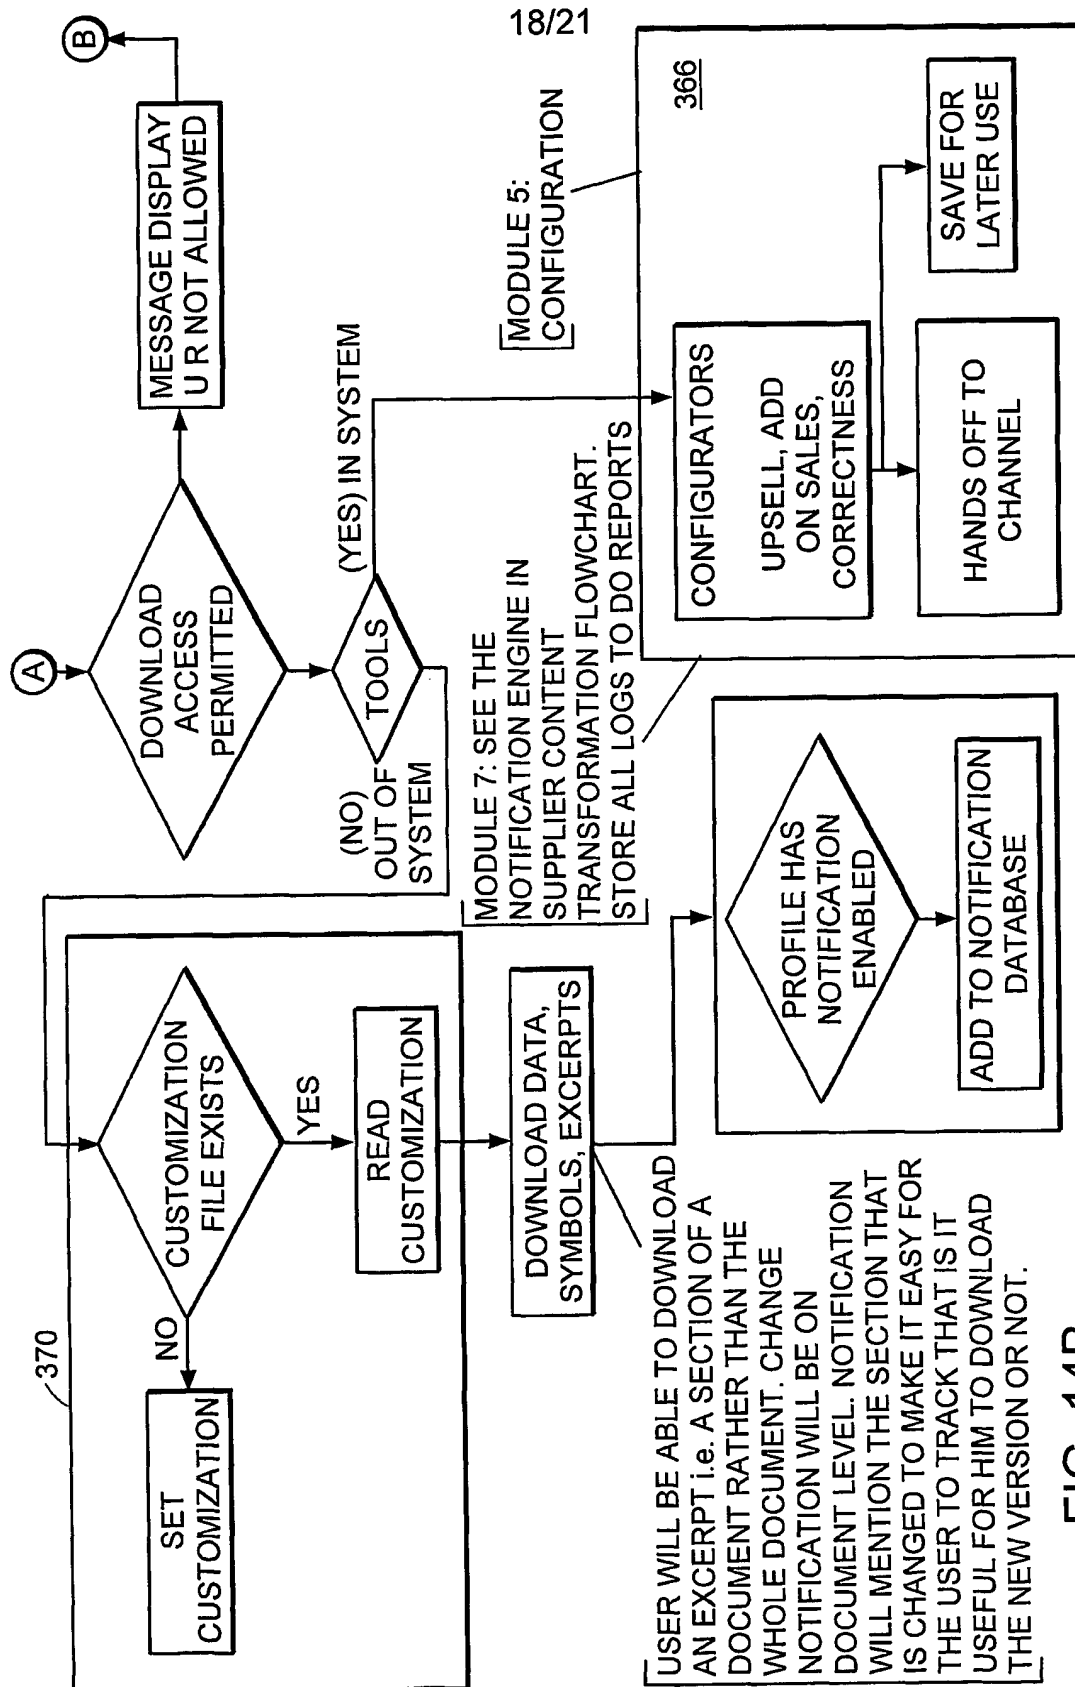 18/21
A
DOWNLOAD
ACCESS
PERMITTED
MESSAGE DISPLAY
U R NOT ALLOWED
B
TOOLS
(YES) IN SYSTEM
(NO)
OUT OF
SYSTEM
370
CUSTOMIZATION
FILE EXISTS
NO
SET
CUSTOMIZATION
YES
READ
CUSTOMIZATION
DOWNLOAD DATA,
SYMBOLS, EXCERPTS
MODULE 7: SEE THE
NOTIFICATION ENGINE IN
SUPPLIER CONTENT
TRANSFORMATION FLOWCHART.
STORE ALL LOGS TO DO REPORTS
MODULE 5:
CONFIGURATION
366
CONFIGURATORS
UPSELL, ADD
ON SALES,
CORRECTNESS
HANDS OFF TO
CHANNEL
SAVE FOR
LATER USE
PROFILE HAS
NOTIFICATION
ENABLED
ADD TO NOTIFICATION
DATABASE
USER WILL BE ABLE TO DOWNLOAD
AN EXCERPT i.e. A SECTION OF A
DOCUMENT RATHER THAN THE
WHOLE DOCUMENT. CHANGE
NOTIFICATION WILL BE ON
DOCUMENT LEVEL. NOTIFICATION
WILL MENTION THE SECTION THAT
IS CHANGED TO MAKE IT EASY FOR
THE USER TO TRACK THAT IS IT
USEFUL FOR HIM TO DOWNLOAD
THE NEW VERSION OR NOT.
FIG. 14B